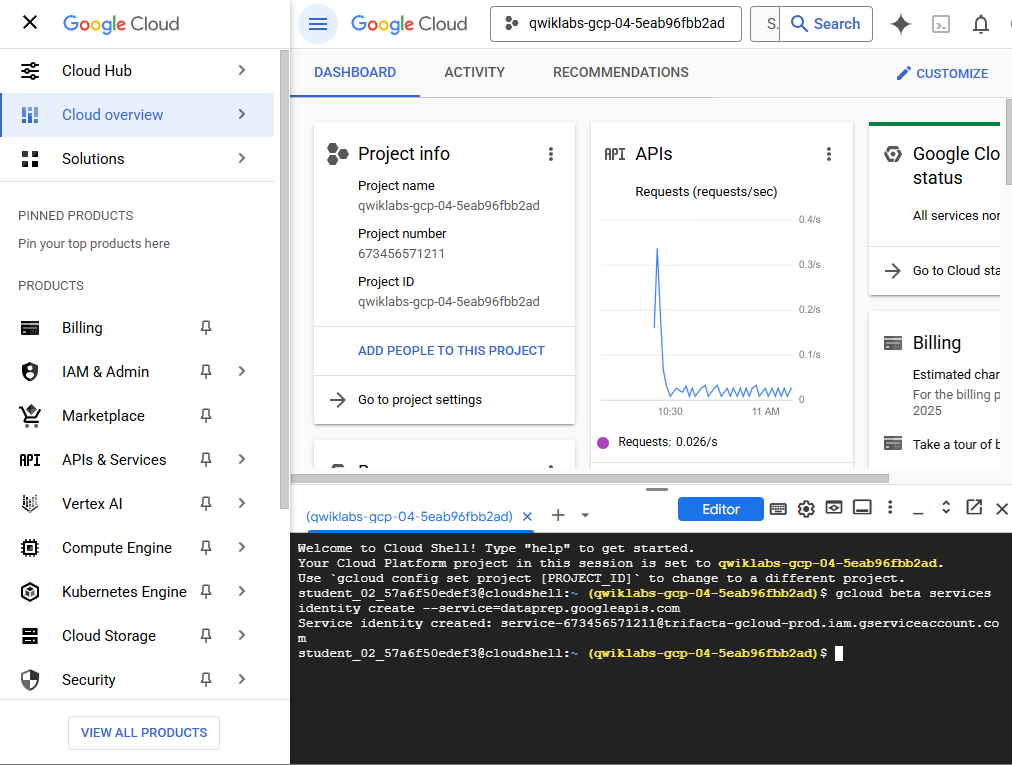 Google Cloud
Cloud Hub
Cloud overview
Solutions
PINNED PRODUCTS
Pin your top products here
PRODUCTS
Billing
IAM & Admin
Marketplace
API APIs & Services
Vertex AI
Compute Engine
Kubernetes Engine
Cloud Storage
Security
VIEW ALL PRODUCTS
Google Cloud
qwiklabs-gcp-04-5eab96fbb2ad
S.
Search
DASHBOARD
ACTIVITY
RECOMMENDATIONS
CUSTOMIZE
Project info
Project name
qwiklabs-gcp-04-5eab96fbb2ad
Project number
673456571211
Project ID
qwiklabs-gcp-04-5eab96fbb2ad
ADD PEOPLE TO THIS PROJECT
Go to project settings
API APIs
Requests (requests/sec)
0.4/s
0.3/s
0.2/s
0.1/s
0
10:30
11 AM
Requests: 0.026/s
Google Clo
status
All services nor
Go to Cloud sta
Billing
Estimated char
For the billing p
2025
Take a tour of b
(qwiklabs-gcp-04-5eab96fbb2ad)
Editor
Welcome to Cloud Shell! Type "help" to get started.
Your Cloud Platform project in this session is set to qwiklabs-gcp-04-5eab96fbb2ad.
Use `gcloud config set project [PROJECT_ID]` to change to a different project.
student_02_57a6f50edef3@cloudshell:~ (qwiklabs-gcp-04-5eab96fbb2ad)$ gcloud beta services
identity create --service=dataprep.googleapis.com
Service identity created: service-673456571211@trifacta-gcloud-prod.iam.gserviceaccount.co
m
student_02_57a6f50edef3@cloudshell:~ (qwiklabs-gcp-04-5eab96fbb2ad)$